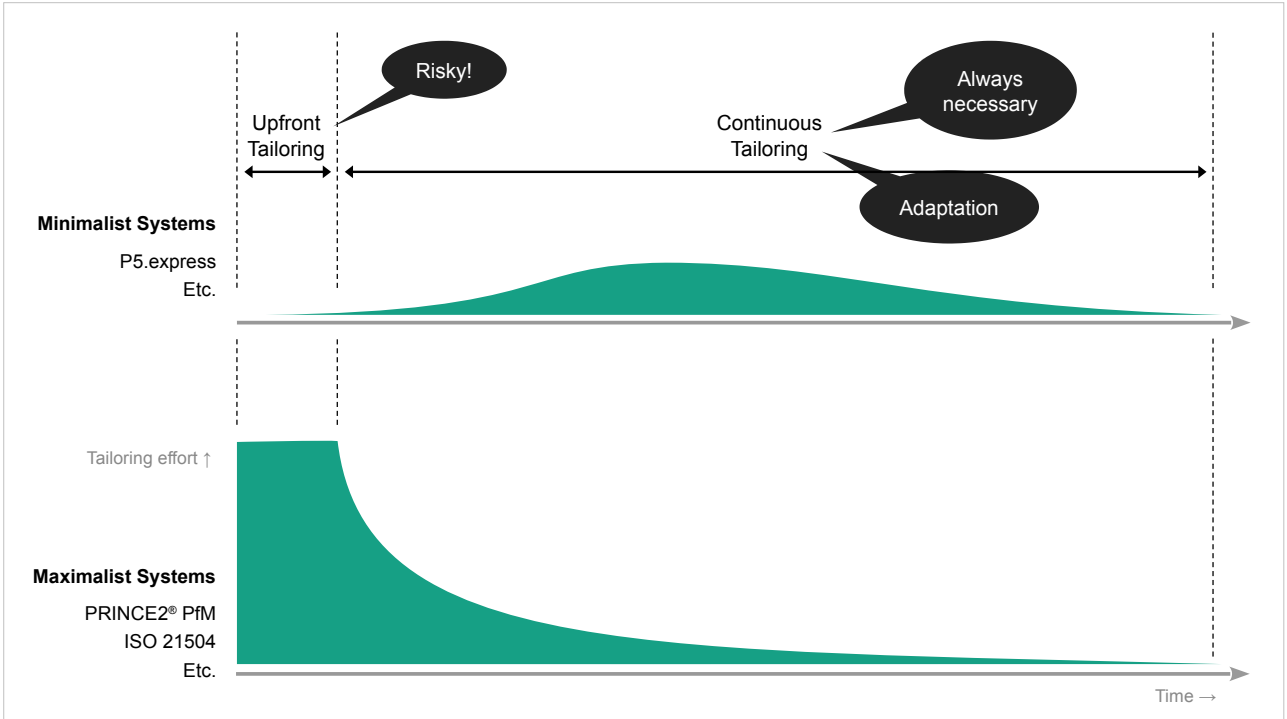 Risky!
Always
necessary
Upfront
Tailoring
Continuous
Tailoring
Adaptation
Minimalist Systems
P5.express
Etc.
Tailoring effort ↑
Maximalist Systems
PRINCE2® PfM
ISO 21504
Etc.
Time →